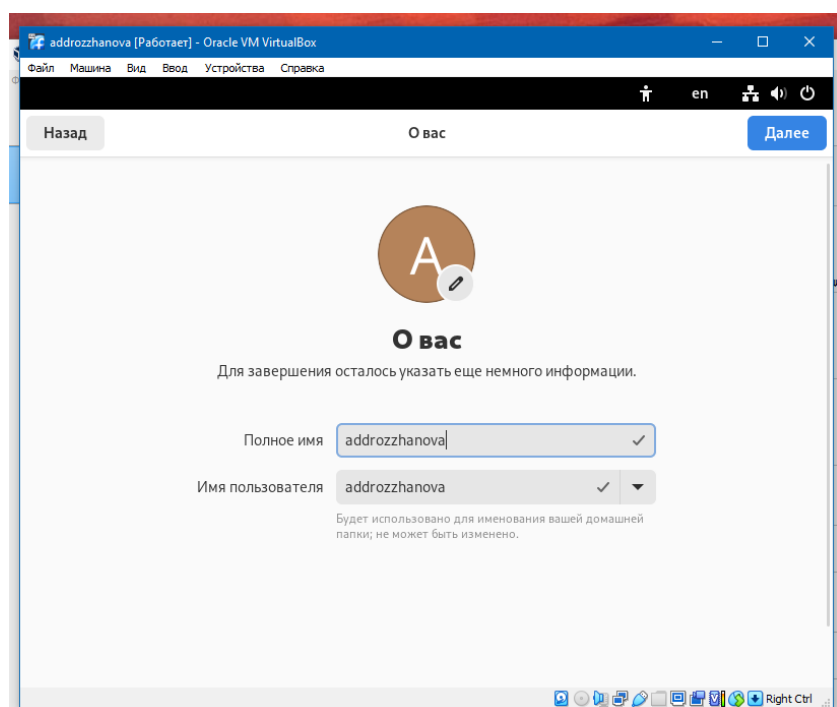 addrozzhanova [Работает] - Oracle VM VirtualBox
Файл Машина Вид Ввод Устройства Справка
en
Назад О вас Далее
A
О вас
Для завершения осталось указать еще немного информации.
Полное имя addrozzhanova
Имя пользователя addrozzhanova
Будет использовано для именования вашей домашней
папки; не может быть изменено.
Right Ctrl